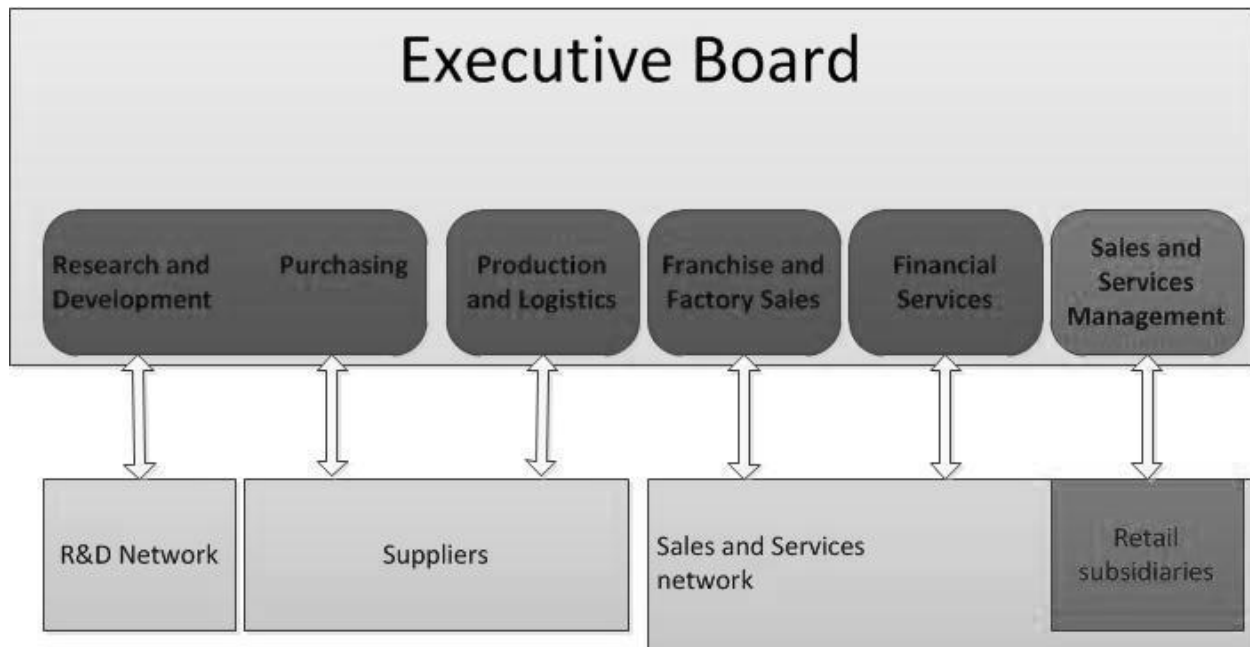 Executive Board
Research and
Development
Purchasing
Production
and Logistics
Franchise and
Factory Sales
Financial
Services
Sales and
Services
Management
R&D Network
Suppliers
Sales and Services
network
Retail
subsidiaries